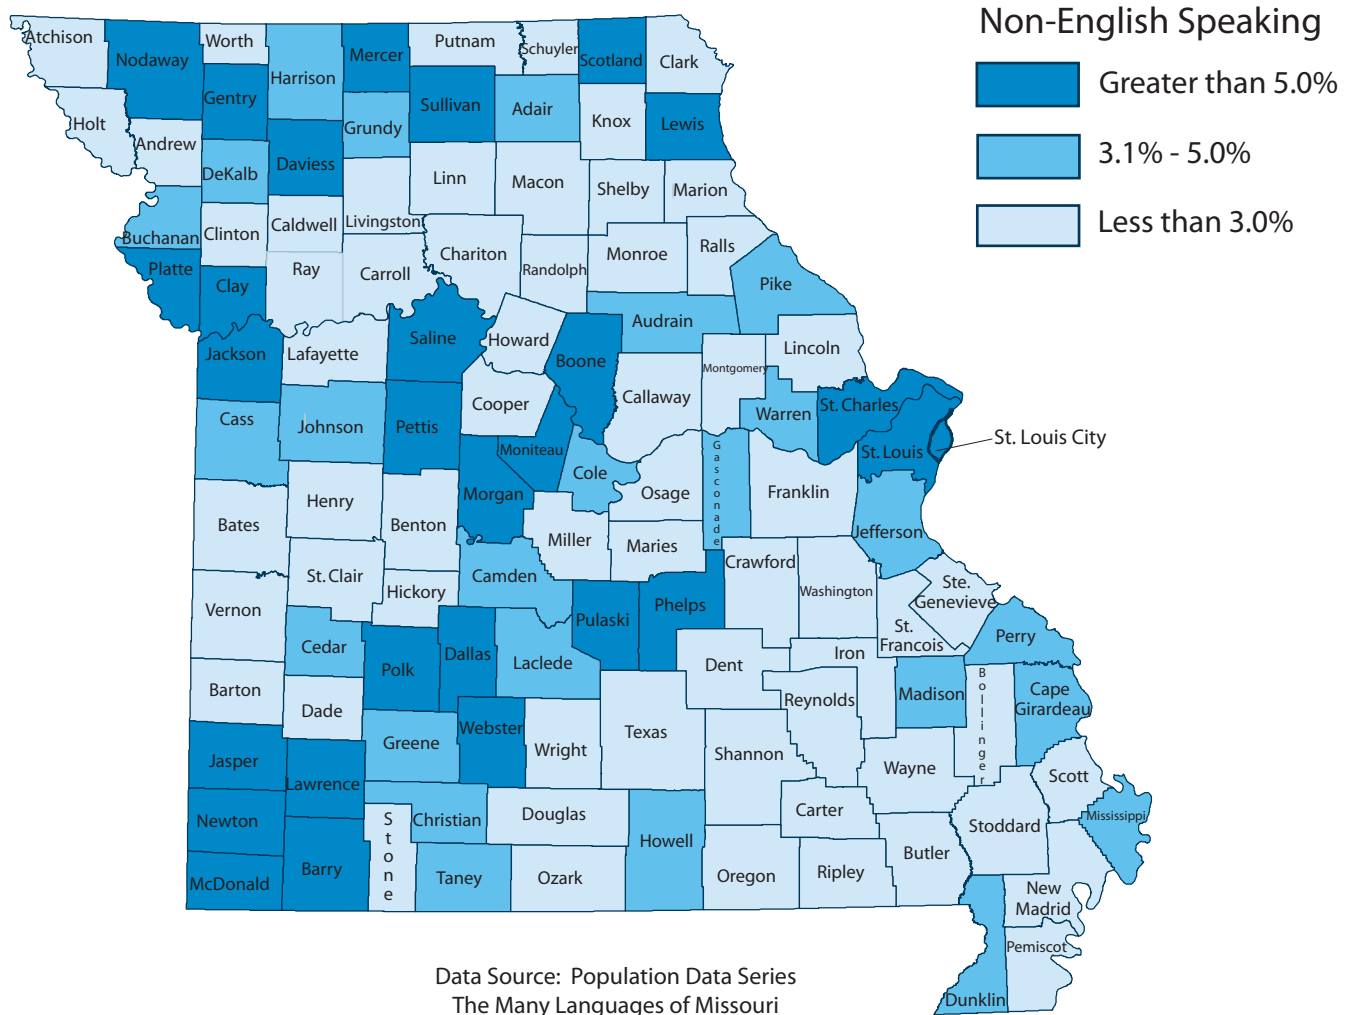 Non-English Speaking
Greater than 5.0%
3.1% - 5.0%
Less than 3.0%
Atchison
Nodaway
Worth
Harrison
Mercer
Putnam
Schuyler
Scotland
Clark
Gentry
Sullivan
Adair
Knox
Lewis
Holt
Andrew
Grundy
DeKalb
Daviess
Linn
Macon
Shelby
Marion
Buchanan
Clinton
Caldwell
Livingston
Chariton
Randolph
Monroe
Ralls
Platte
Clay
Ray
Carroll
Pike
Audrain
Saline
Howard
Boone
Jackson
Lafayette
Lincoln
Montgomery
Callaway
Cooper
Cass
Johnson
Pettis
Warren
St. Charles
St. Louis
St. Louis City
Moniteau
Cole
Morgan
Osage
Gasconade
Franklin
Bates
Henry
Benton
Miller
Maries
Jefferson
Crawford
Washington
Ste.
Genevieve
St. Clair
Hickory
Camden
Pulaski
Phelps
Vernon
St.
Francois
Perry
Cedar
Polk
Dallas
Laclede
Dent
Iron
Barton
Dade
Reynolds
Madison
Bollinger
Cape
Girardeau
Greene
Webster
Wright
Texas
Shannon
Wayne
Scott
Jasper
Lawrence
Christian
Douglas
Howell
Carter
Stoddard
Mississippi
Newton
Barry
Stone
Taney
Ozark
Oregon
Ripley
Butler
McDonald
New
Madrid
Pemiscot
Dunklin
Data Source: Population Data Series
The Many Languages of Missouri